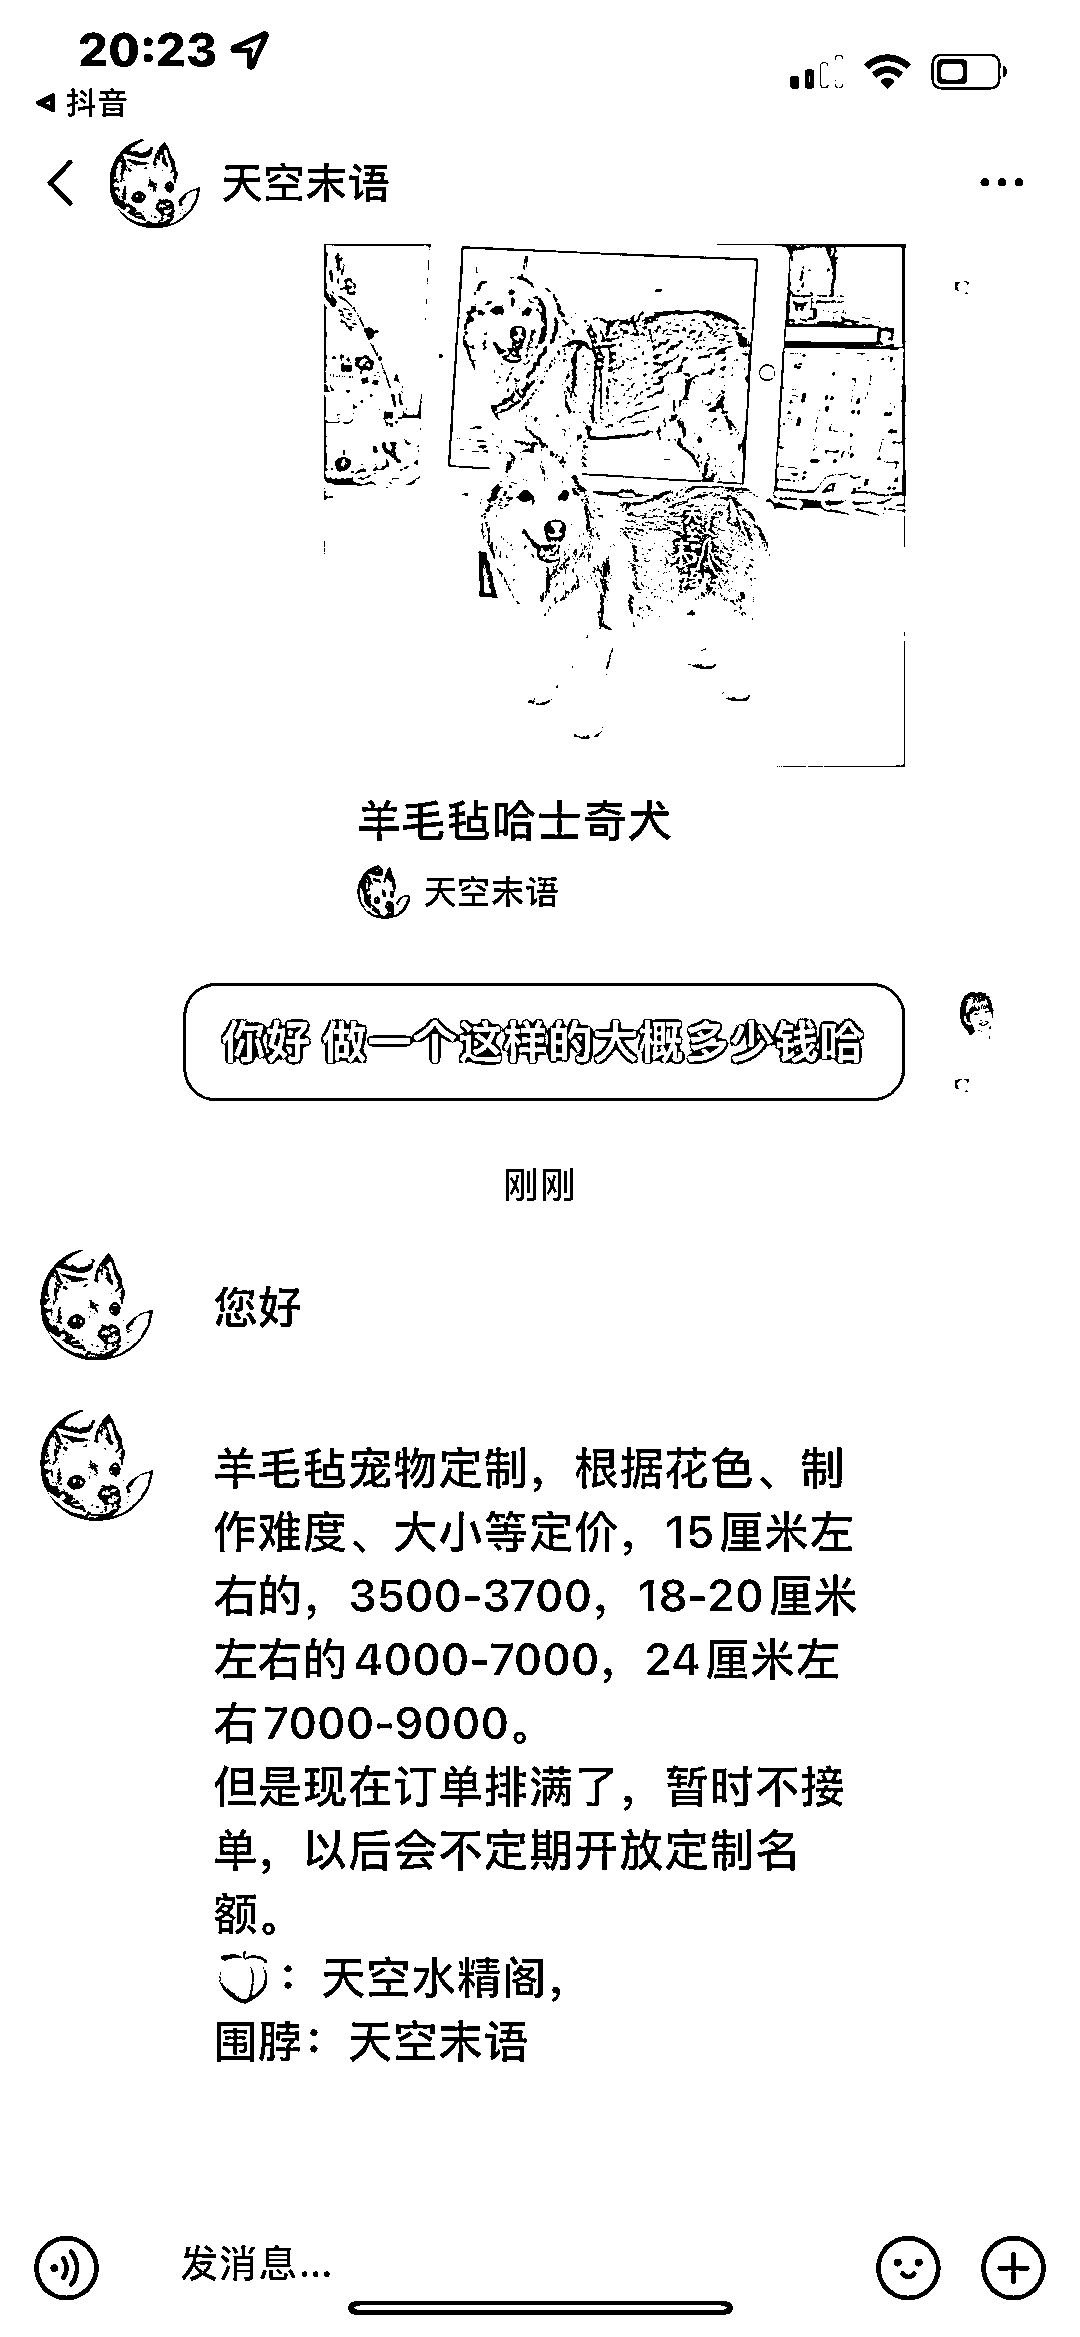 20:23
抖音
天空末语
羊毛毡哈士奇犬
天空末语
你好 做一个这样的大概多少钱哈
刚刚
您好
羊毛毡宠物定制，根据花色、制
作难度、大小等定价，15厘米左
右的，3500-3700，18-20厘米
左右的4000-7000，24厘米左
右7000-9000。
但是现在订单排满了，暂时不接
单，以后会不定期开放定制名
额。
🍑：天空水精阁，
围脖：天空末语
发消息...